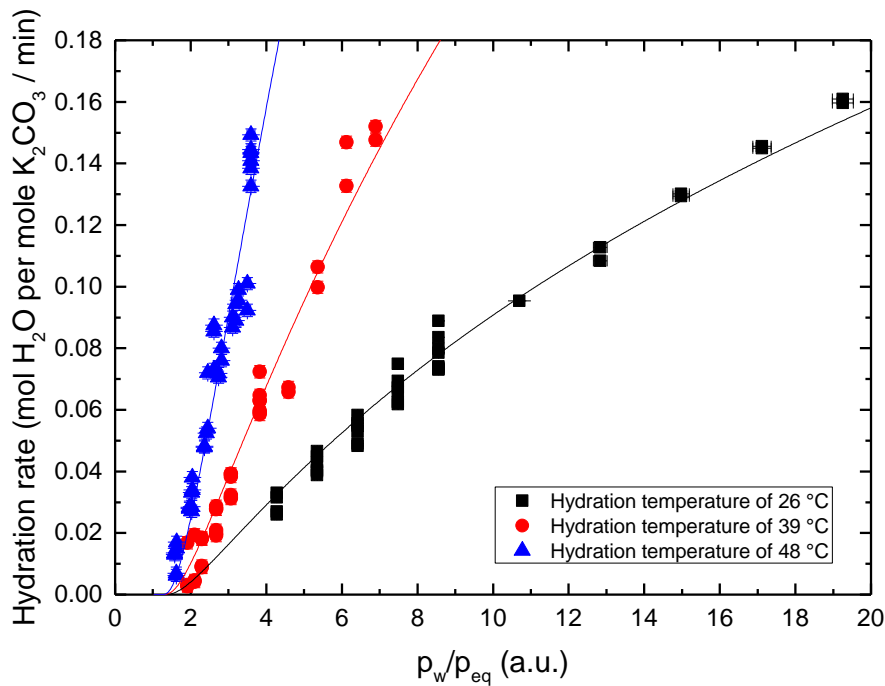 Hydration rate (mol H₂O per mole K₂CO₃ / min)
0.18
0.16
0.14
0.12
0.10
0.08
0.06
0.04
0.02
0.00
0 2 4 6 8 10 12 14 16 18 20
p_w/p_eq (a.u.)
Hydration temperature of 26 °C
Hydration temperature of 39 °C
Hydration temperature of 48 °C